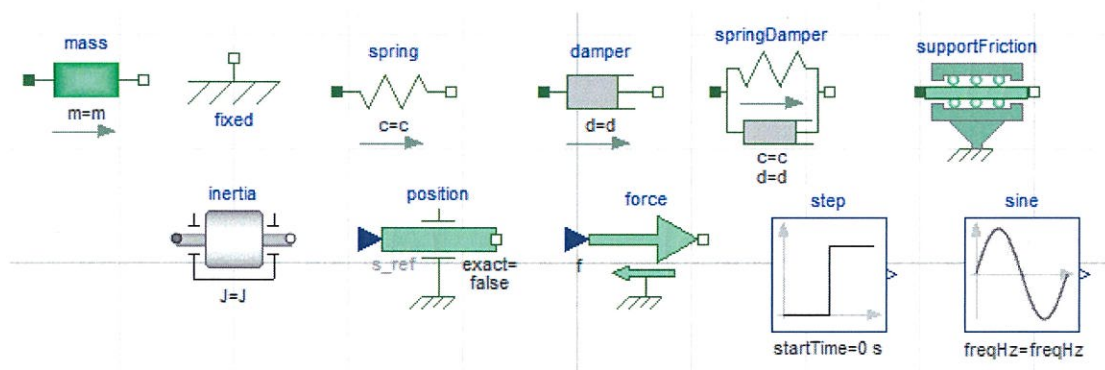 mass
m=m
fixed
spring
c=c
damper
d=d
springDamper
c=c
d=d
supportFriction
inertia
J=J
position
s_ref
exact=
false
force
f
step
startTime=0 s
sine
freqHz=freqHz